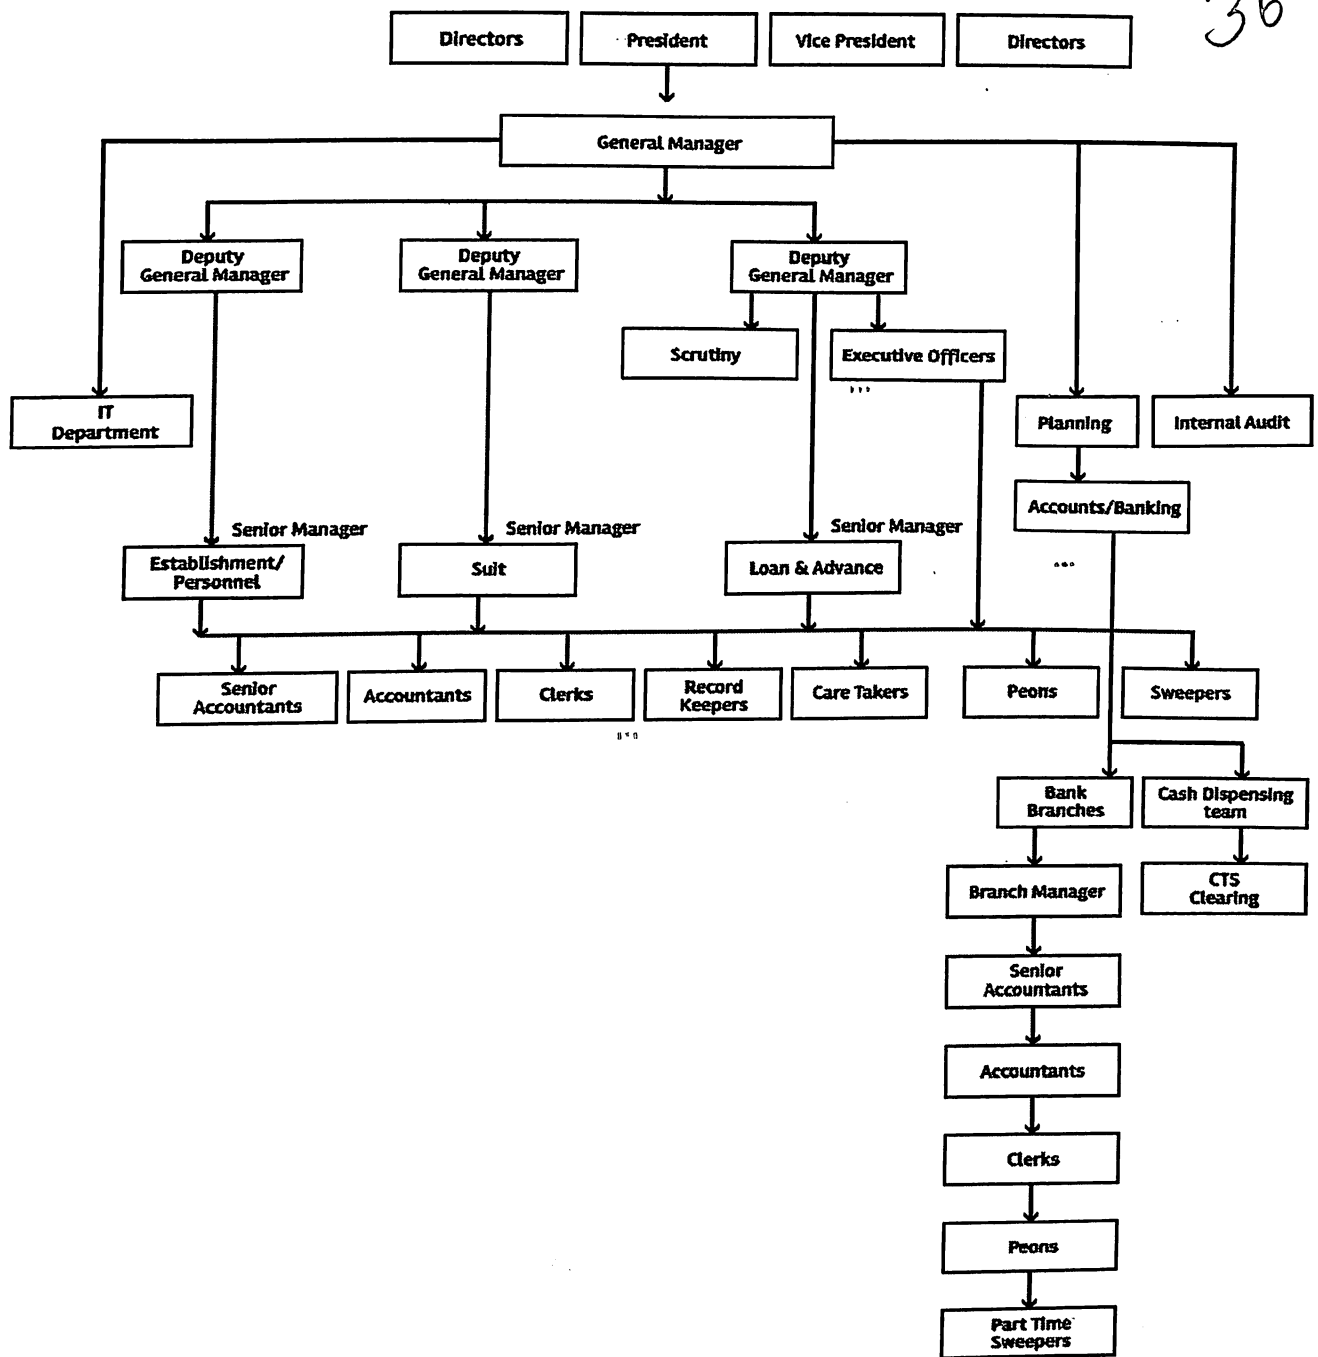 36
Directors
President
Vice President
Directors
General Manager
Deputy
General Manager
Deputy
General Manager
Deputy
General Manager
Scrutiny
Executive Officers
IT
Department
Planning
Internal Audit
Accounts/Banking
Senior Manager
Senior Manager
Senior Manager
Establishment/
Personnel
Suit
Loan & Advance
Senior
Accountants
Accountants
Clerks
Record
Keepers
Care Takers
Peons
Sweepers
Bank
Branches
Cash Dispensing
team
Branch Manager
CTS
Clearing
Senior
Accountants
Accountants
Clerks
Peons
Part Time
Sweepers